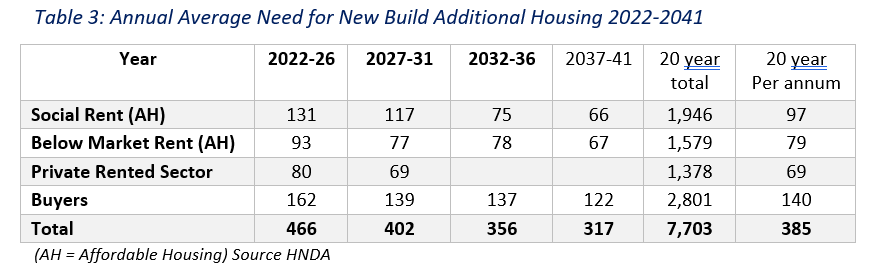 Table 3: Annual Average Need for New Build Additional Housing 2022-2041
Year 2022-26 2027-31 2032-36 2037-41 20 year total 20 year Per annum
Social Rent (AH) 131 117 75 66 1,946 97
Below Market Rent (AH) 93 77 78 67 1,579 79
Private Rented Sector 80 69 1,378 69
Buyers 162 139 137 122 2,801 140
Total 466 402 356 317 7,703 385
(AH = Affordable Housing) Source HNDA